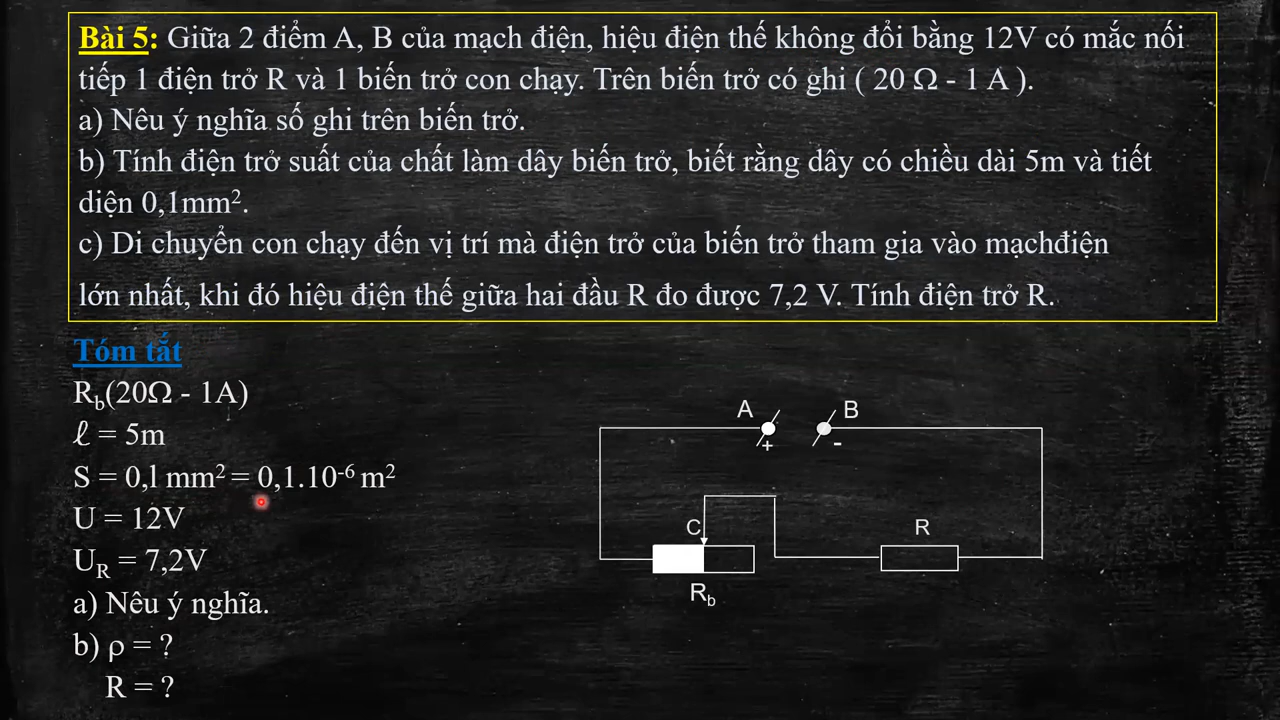 Bài 5: Giữa 2 điểm A, B của mạch điện, hiệu điện thế không đổi bằng 12V có mắc nối
tiếp 1 điện trở R và 1 biến trở con chạy. Trên biến trở có ghi ( 20 Ω - 1 A ).
a) Nêu ý nghĩa số ghi trên biến trở.
b) Tính điện trở suất của chất làm dây biến trở, biết rằng dây có chiều dài 5m và tiết
diện 0,1mm².
c) Di chuyển con chạy đến vị trí mà điện trở của biến trở tham gia vào mạchđiện
lớn nhất, khi đó hiệu điện thế giữa hai đầu R đo được 7,2 V. Tính điện trở R.
Tóm tắt
R_b(20Ω - 1A)
ℓ = 5m
S = 0,l mm² = 0,1.10⁻⁶ m²
U = 12V
U_R = 7,2V
a) Nêu ý nghĩa.
b) ρ = ?
R = ?
A B
+ -
C R
R_b